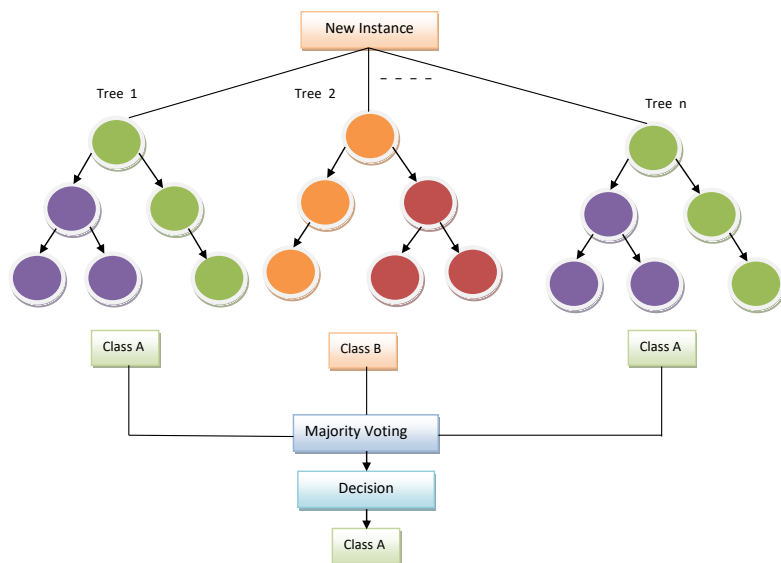 New Instance
Tree 1
Tree 2
– – – –
Tree n
Class A
Class B
Class A
Majority Voting
Decision
Class A